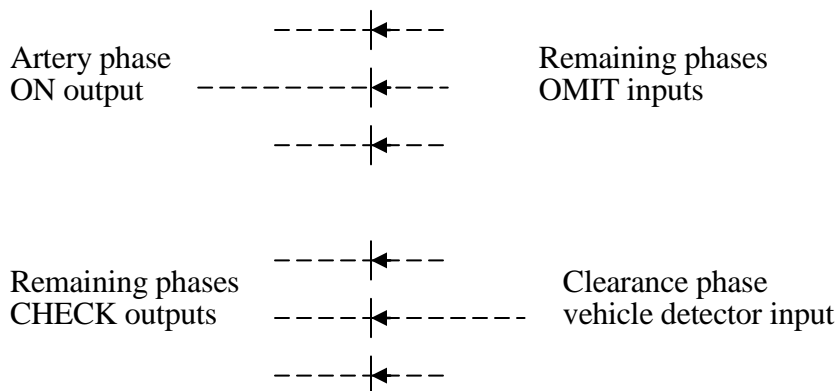 Artery phase
ON output
Remaining phases
OMIT inputs
Remaining phases
CHECK outputs
Clearance phase
vehicle detector input